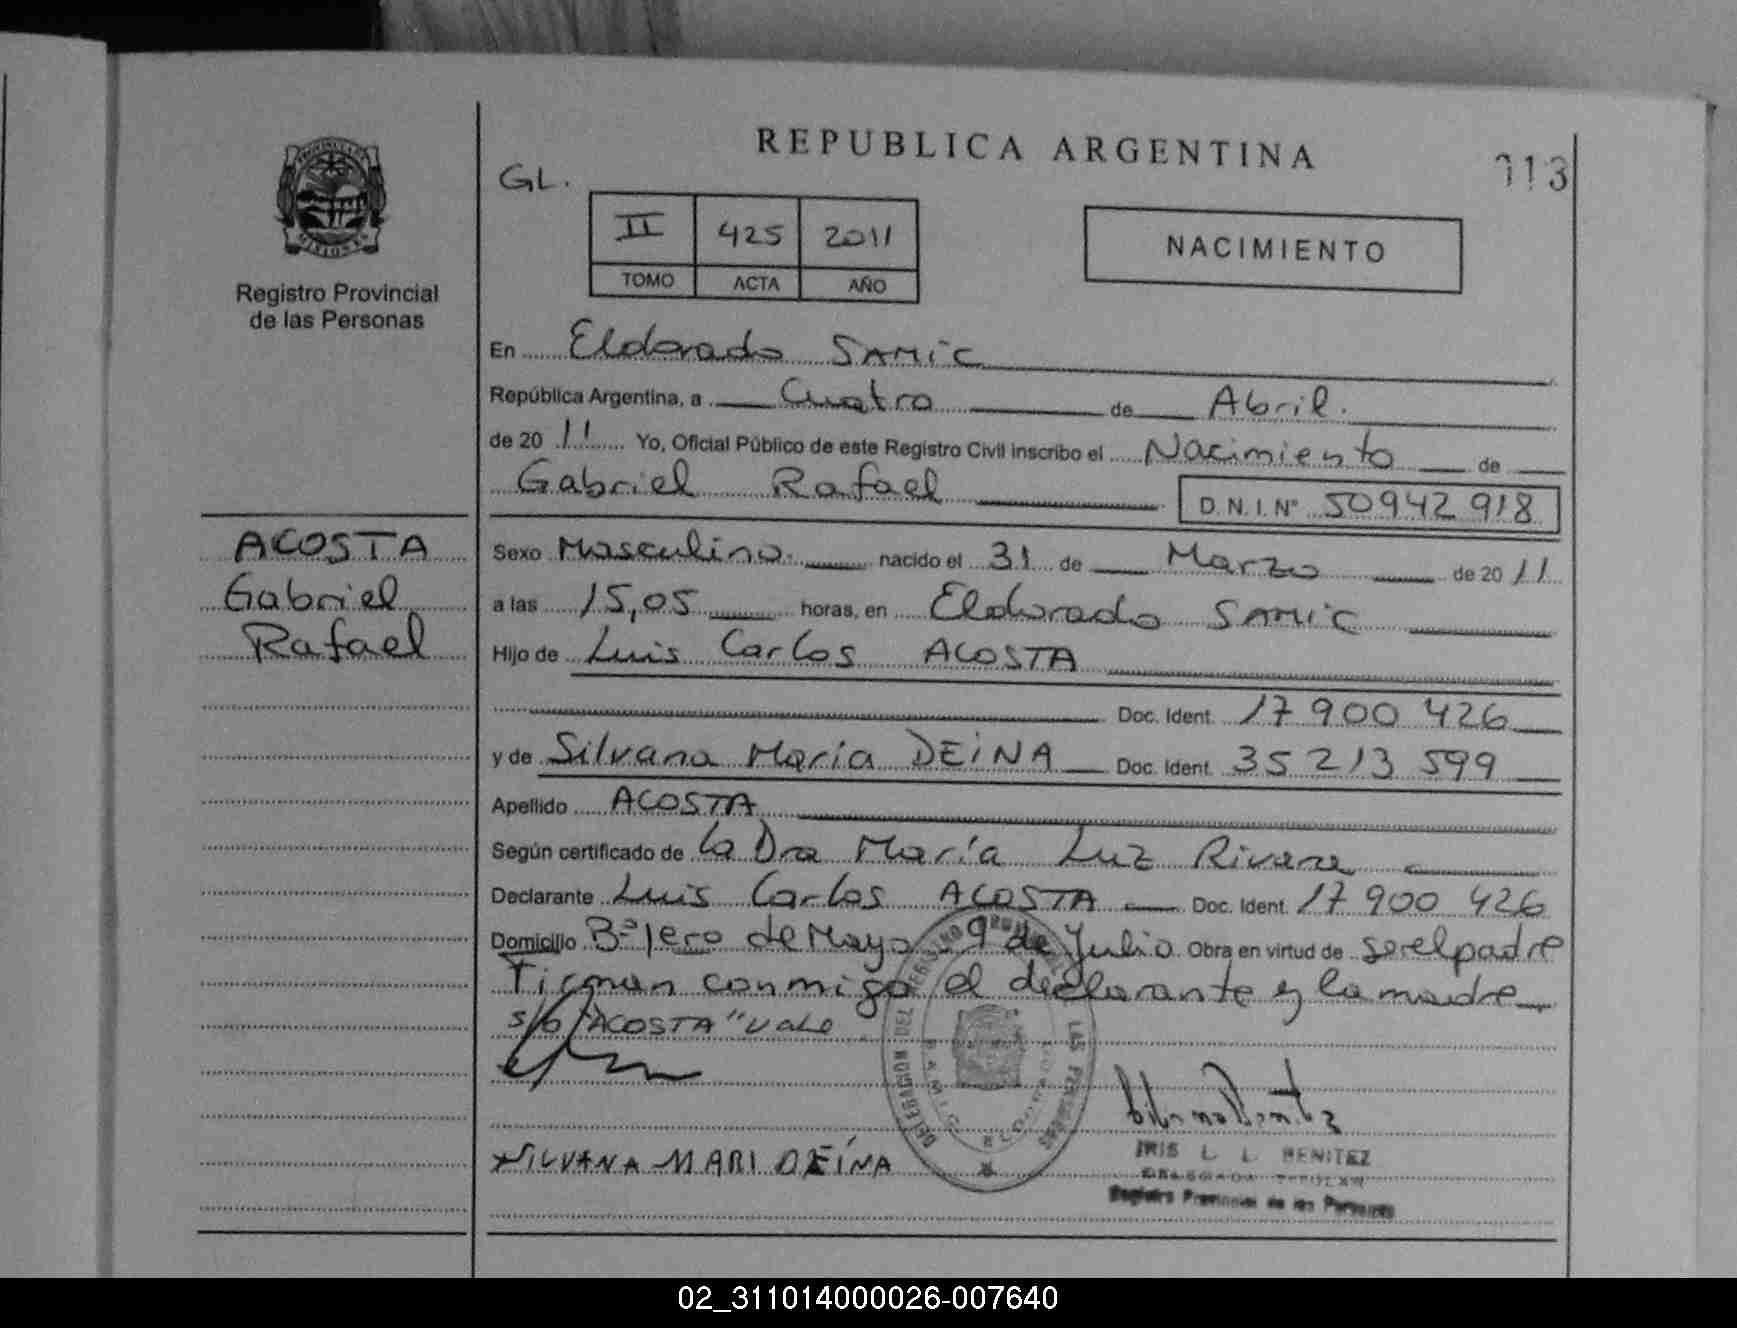 REPUBLICA ARGENTINA
313
GL.
II 425 2011
TOMO ACTA AÑO
NACIMIENTO
Registro Provincial
de las Personas
En Eldorado SAMiC
República Argentina, a Cuatro de Abril.
de 2011 Yo, Oficial Público de este Registro Civil inscribo el Nacimiento de
Gabriel Rafael D.N.I. Nº 50942 918
ACOSTA
Gabriel
Rafael
Sexo Masculino. nacido el 31 de Marzo de 2011
a las 15,05 horas, en Eldorado SAMiC
Hijo de Luis Carlos ACOSTA
Doc. Ident. 17 900 426
y de Silvana María DEiNA Doc. Ident. 35 213 599
Apellido ACOSTA
Según certificado de la Dra María Luz
Declarante Luis Carlos ACOSTA Doc. Ident. 17 900 426
Domicilio Bº 1ero de Mayo 9 de Julio Obra en virtud de ser el padre
Firman conmigo el declarante y la madre
s/b "ACOSTA" Vale
SILVANA MARI DEÍNA
IRIS L. L. BENITEZ
DELEGADA TITULAR
Registro Provincial de las Personas
02_311014000026-007640